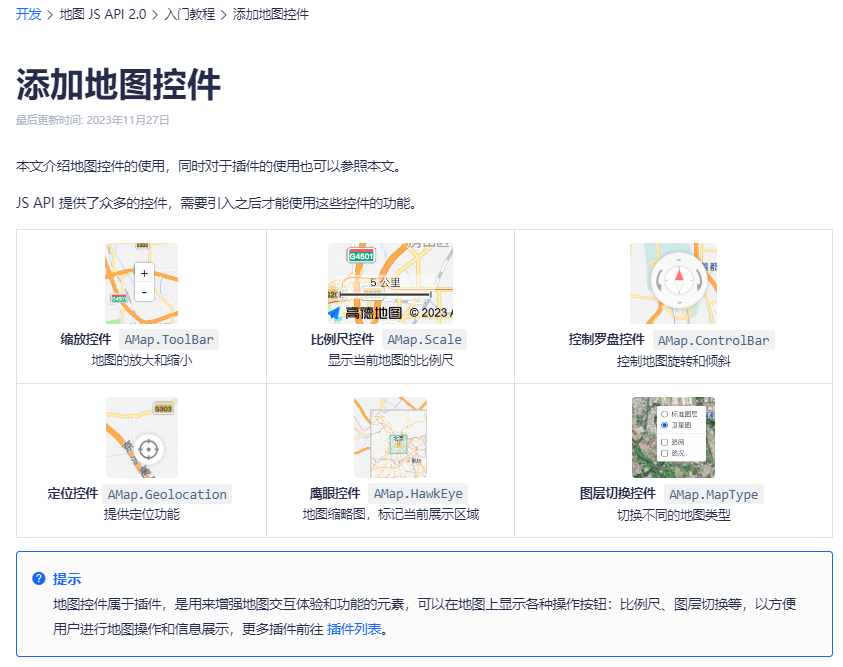 开发 > 地图 JS API 2.0 > 入门教程 > 添加地图控件
添加地图控件
最后更新时间: 2023年11月27日
本文介绍地图控件的使用，同时对于插件的使用也可以参照本文。
JS API 提供了众多的控件，需要引入之后才能使用这些控件的功能。
+
-
G4501
缩放控件 AMap.ToolBar
地图的放大和缩小
G4501
5 公里
高德地图 © 2023
比例尺控件 AMap.Scale
显示当前地图的比例尺
首都
控制罗盘控件 AMap.ControlBar
控制地图旋转和倾斜
S303
定位控件 AMap.Geolocation
提供定位功能
北京
鹰眼控件 AMap.HawkEye
地图缩略图，标记当前展示区域
标准图层
卫星图
路网
路况
图层切换控件 AMap.MapType
切换不同的地图类型
提示
地图控件属于插件，是用来增强地图交互体验和功能的元素，可以在地图上显示各种操作按钮：比例尺、图层切换等，以方便
用户进行地图操作和信息展示，更多插件前往 插件列表。